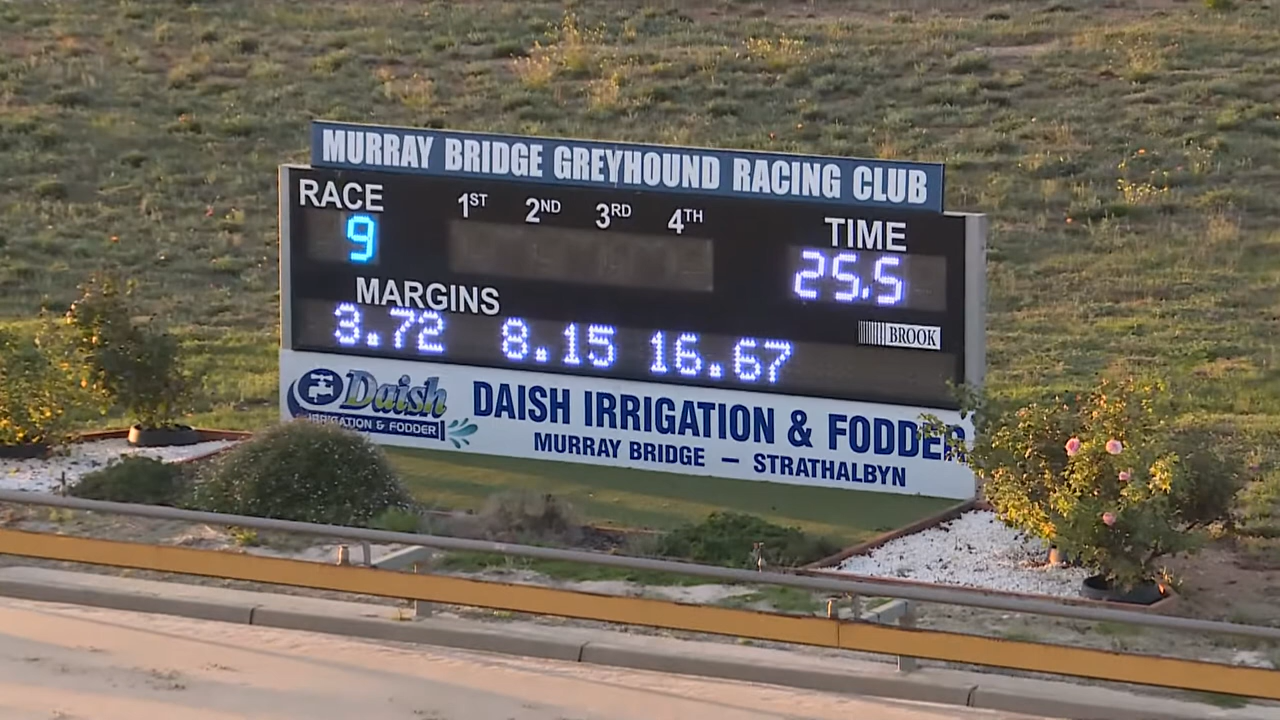 MURRAY BRIDGE GREYHOUND RACING CLUB
RACE 1ST 2ND 3RD 4TH TIME
9 25.5
MARGINS
3.72 8.15 16.67
BROOK
Daish
IRRIGATION & FODDER
DAISH IRRIGATION & FODDER
MURRAY BRIDGE — STRATHALBYN